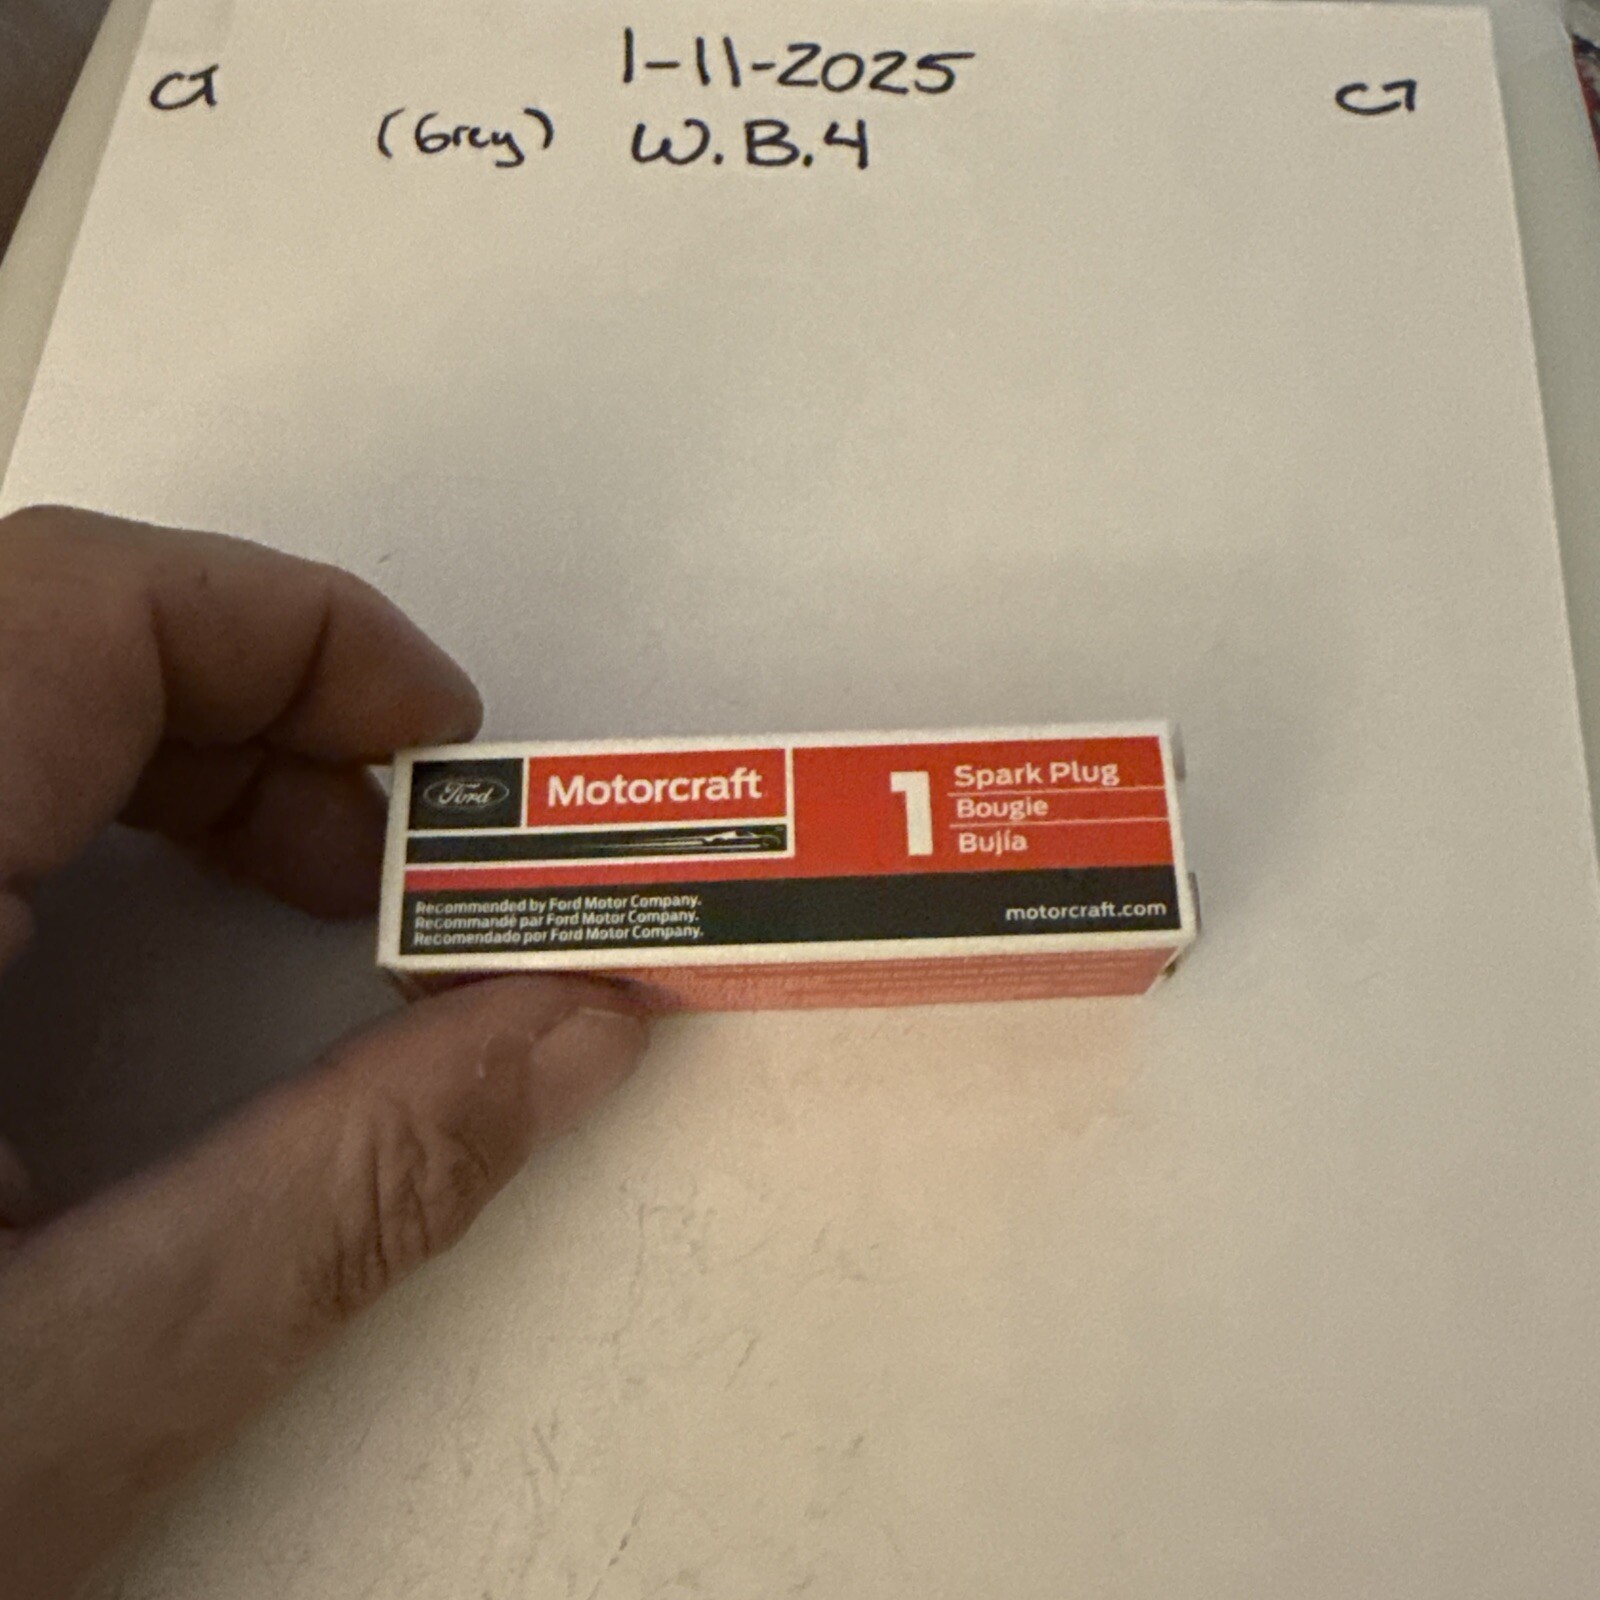 1-11-2025
(Grey) W.B.4
Ford
Motorcraft
1
Spark Plug
Bougie
Bujía
Recommended by Ford Motor Company.
Recommandé par Ford Motor Company.
Recomendado por Ford Motor Company.
motorcraft.com